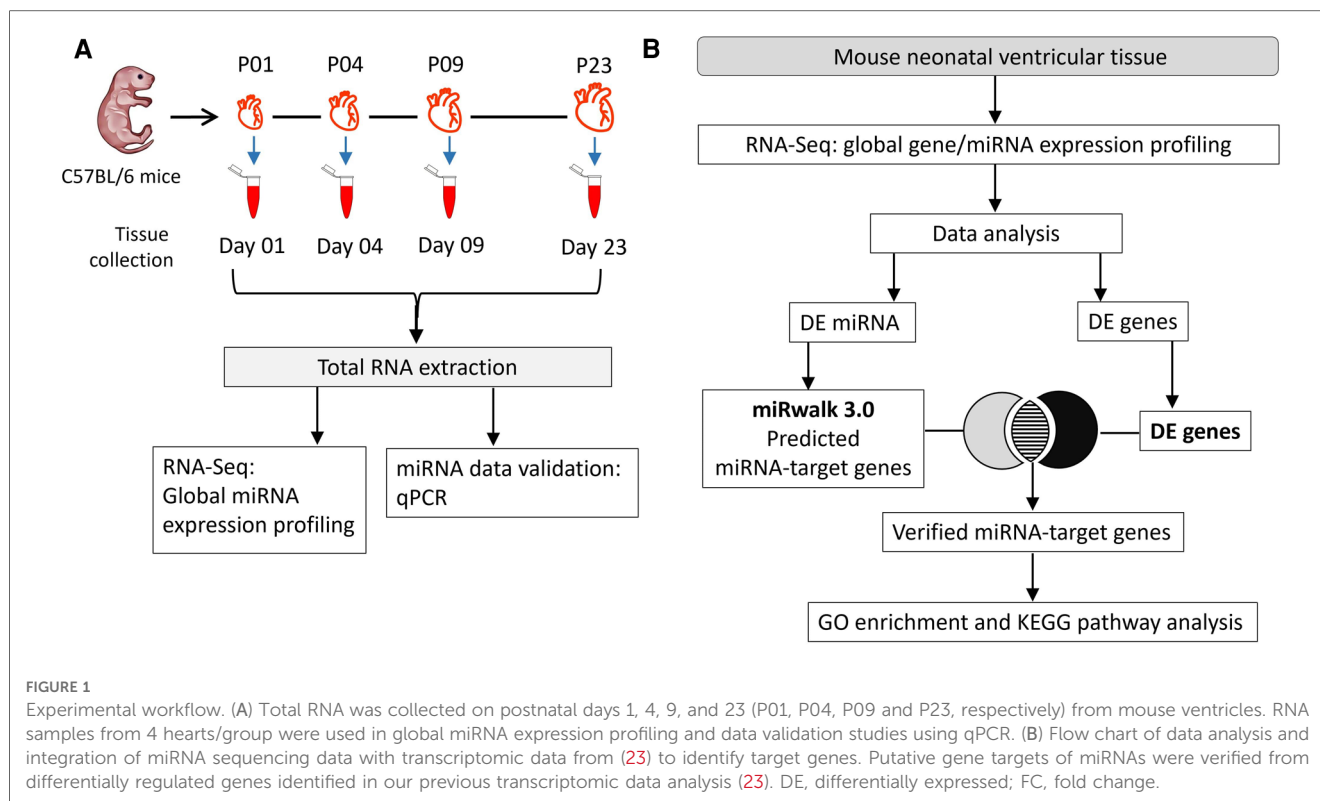 A
P01
P04
P09
P23
C57BL/6 mice
Tissue
collection
Day 01
Day 04
Day 09
Day 23
Total RNA extraction
RNA-Seq:
Global miRNA
expression profiling
miRNA data validation:
qPCR
B
Mouse neonatal ventricular tissue
RNA-Seq: global gene/miRNA expression profiling
Data analysis
DE miRNA
DE genes
miRwalk 3.0
Predicted
miRNA-target genes
DE genes
Verified miRNA-target genes
GO enrichment and KEGG pathway analysis
FIGURE 1
Experimental workflow. (A) Total RNA was collected on postnatal days 1, 4, 9, and 23 (P01, P04, P09 and P23, respectively) from mouse ventricles. RNA
samples from 4 hearts/group were used in global miRNA expression profiling and data validation studies using qPCR. (B) Flow chart of data analysis and
integration of miRNA sequencing data with transcriptomic data from (23) to identify target genes. Putative gene targets of miRNAs were verified from
differentially regulated genes identified in our previous transcriptomic data analysis (23). DE, differentially expressed; FC, fold change.